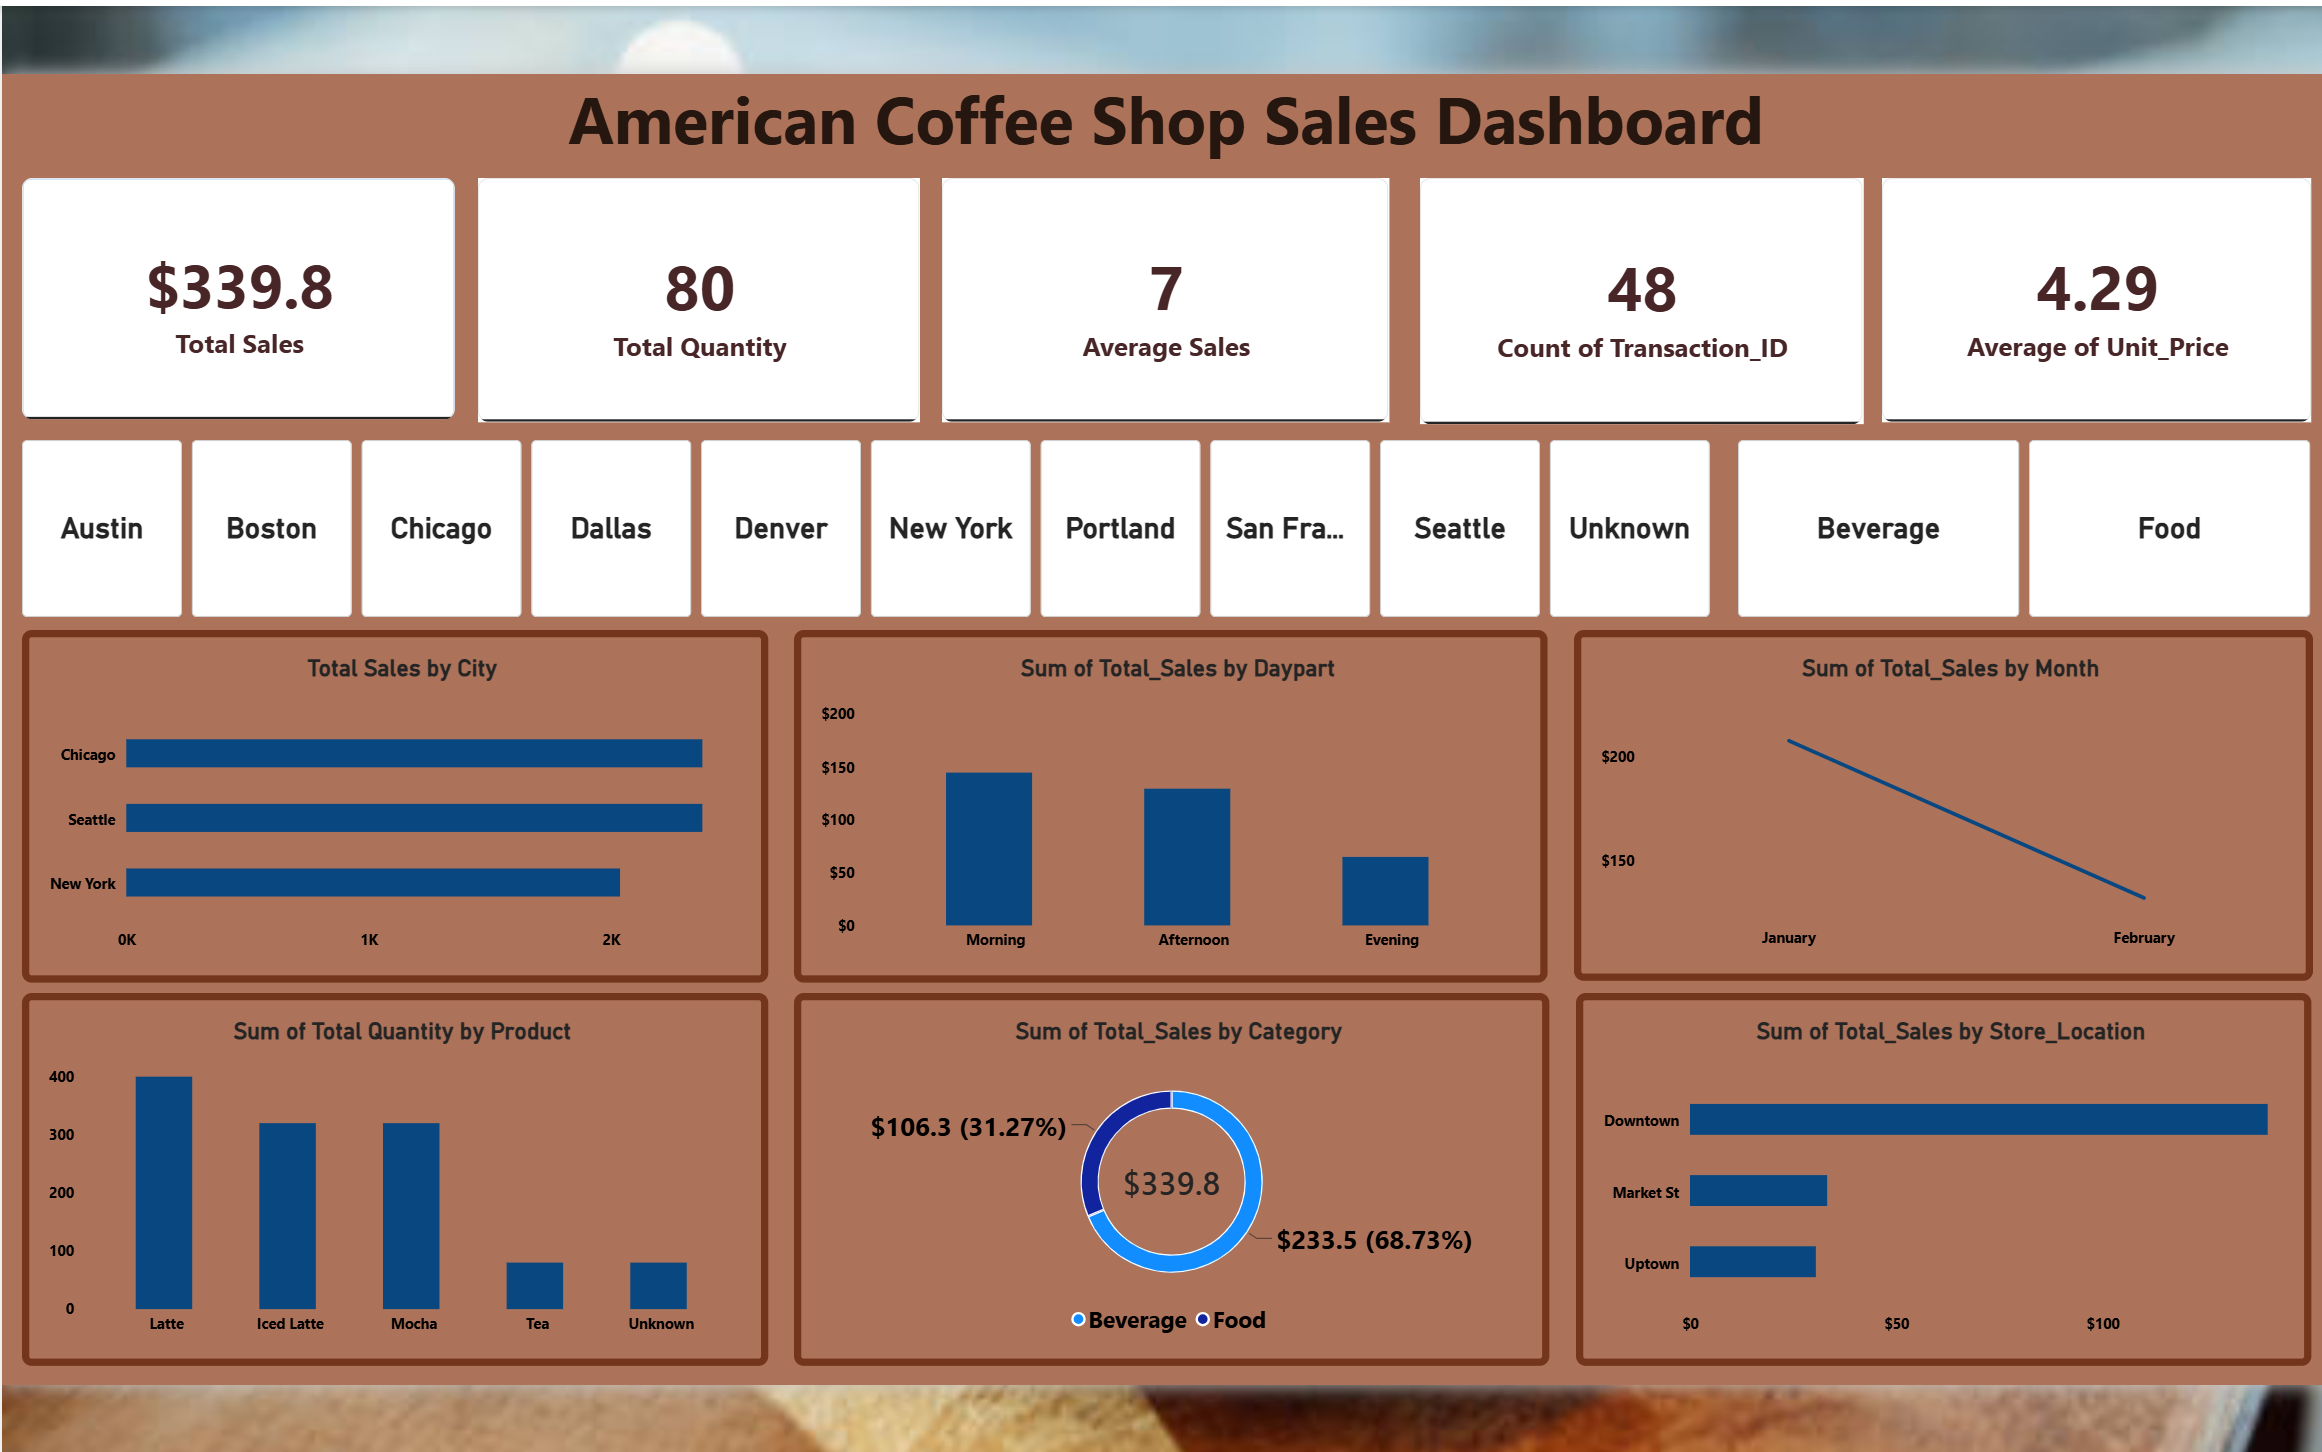 American Coffee Shop Sales Dashboard
$339.8
Total Sales
80
Total Quantity
7
Average Sales
48
Count of Transaction_ID
4.29
Average of Unit_Price
Austin
Boston
Chicago
Dallas
Denver
New York
Portland
San Fra...
Seattle
Unknown
Beverage
Food
Total Sales by City
Chicago
Seattle
New York
0K 1K 2K
Sum of Total_Sales by Daypart
$200
$150
$100
$50
$0
Morning Afternoon Evening
Sum of Total_Sales by Month
$200
$150
January February
Sum of Total Quantity by Product
400
300
200
100
0
Latte Iced Latte Mocha Tea Unknown
Sum of Total_Sales by Category
$106.3 (31.27%)
$339.8
$233.5 (68.73%)
Beverage Food
Sum of Total_Sales by Store_Location
Downtown
Market St
Uptown
$0 $50 $100